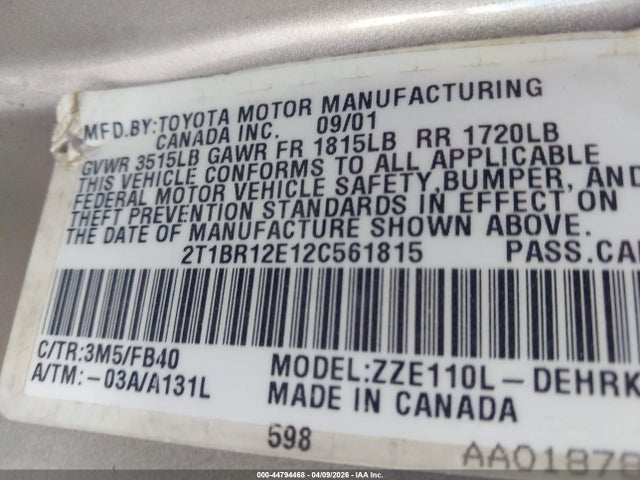 MFD.BY:TOYOTA MOTOR MANUFACTURING
CANADA INC. 09/01
GVWR 3515LB GAWR FR 1815LB RR 1720LB
THIS VEHICLE CONFORMS TO ALL APPLICABLE
FEDERAL MOTOR VEHICLE SAFETY,BUMPER, AND
THEFT PREVENTION STANDARDS IN EFFECT ON
THE DATE OF MANUFACTURE SHOWN ABOVE.
2T1BR12E12C561815 PASS.CAR
C/TR:3M5/FB40
A/TM:-03A/A131L
MODEL:ZZE110L-DEHRK
MADE IN CANADA
598
AA01878
000-44794468 | 04/09/2026 | IAA Inc.